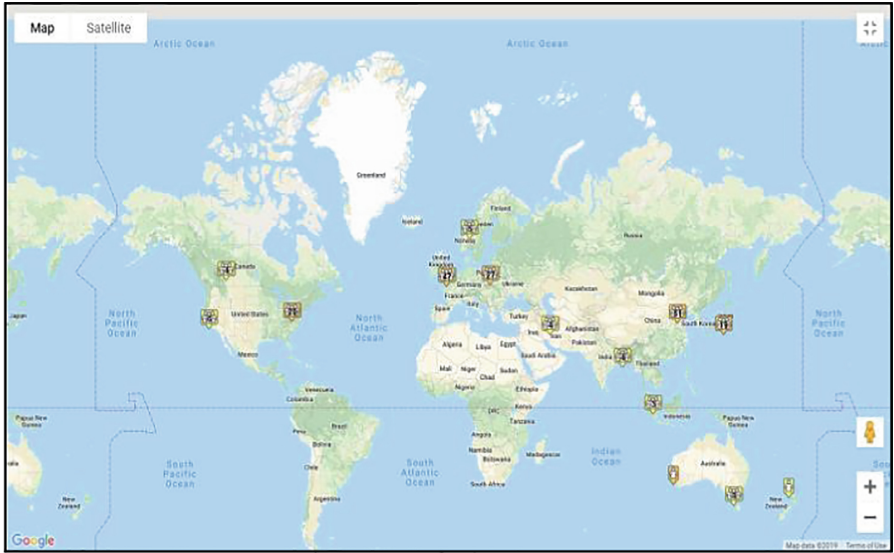 Map Satellite
Arctic Ocean
Arctic Ocean
Greenland
Iceland
Finland
Norway
Russia
Canada
United
Kingdom
Germany
Ukraine
France
Kazakhstan
Mongolia
Spain
Italy
Turkey
Japan
North
Pacific
Ocean
United States
North
Atlantic
Ocean
China
South Korea
North
Pacific
Ocean
Iraq
Iran
Afghanistan
Pakistan
Mexico
Algeria
Libya
Egypt
Saudi Arabia
India
Thailand
Mali
Niger
Chad
Sudan
Nigeria
Ethiopia
Venezuela
Colombia
Kenya
DRC
Tanzania
Indonesia
Papua New
Guinea
Papua New
Guinea
Peru
Brazil
Angola
Bolivia
Namibia
Botswana
Madagascar
South
Pacific
Ocean
South
Atlantic
Ocean
Indian
Ocean
Australia
Chile
South Africa
Argentina
New
Zealand
New
Zealand
Google
Map data ©2019 Terms of Use